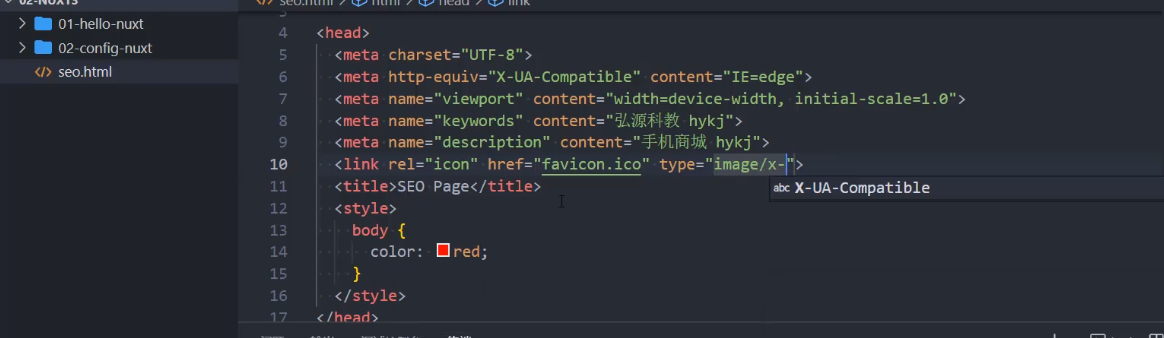 02-NUXTS
seo.html > html > head > link
01-hello-nuxt
02-config-nuxt
seo.html
4 <head>
5 <meta charset="UTF-8">
6 <meta http-equiv="X-UA-Compatible" content="IE=edge">
7 <meta name="viewport" content="width=device-width, initial-scale=1.0">
8 <meta name="keywords" content="弘源科教 hykj">
9 <meta name="description" content="手机商城 hykj">
10 <link rel="icon" href="favicon.ico" type="image/x-">
abc X-UA-Compatible
11 <title>SEO Page</title>
12 <style>
13 body {
14 color: red;
15 }
16 </style>
17 </head>